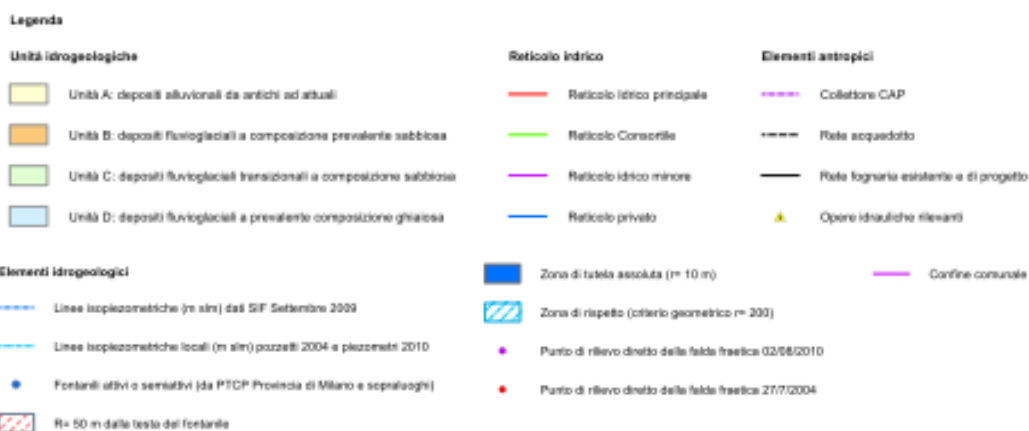 Legenda
Unità idrogeologiche
Unità A: depositi alluvionali da antichi ad attuali
Unità B: depositi fluvioglaciali a composizione prevalente sabbiosa
Unità C: depositi fluvioglaciali transizionali a composizione sabbiosa
Unità D: depositi fluvioglaciali a prevalente composizione ghiaiosa
Reticolo idrico
Reticolo idrico principale
Reticolo Consortile
Reticolo idrico minore
Reticolo privato
Elementi antropici
Collettore CAP
Rete acquedotto
Rete fognaria esistente e di progetto
Opere idrauliche rilevanti
Elementi idrogeologici
Linee isopiezometriche (m slm) dati SIF Settembre 2009
Linee isopiezometriche locali (m slm) pozzetti 2004 e piezometri 2010
Fontanili attivi o semiattivi (da PTCP Provincia di Milano e sopraluoghi)
R= 50 m dalla testa del fontanile
Zona di tutela assoluta (r= 10 m)
Zona di rispetto (criterio geometrico r= 200)
Punto di rilievo diretto della falda freatica 02/08/2010
Punto di rilievo diretto della falda freatica 27/7/2004
Confine comunale